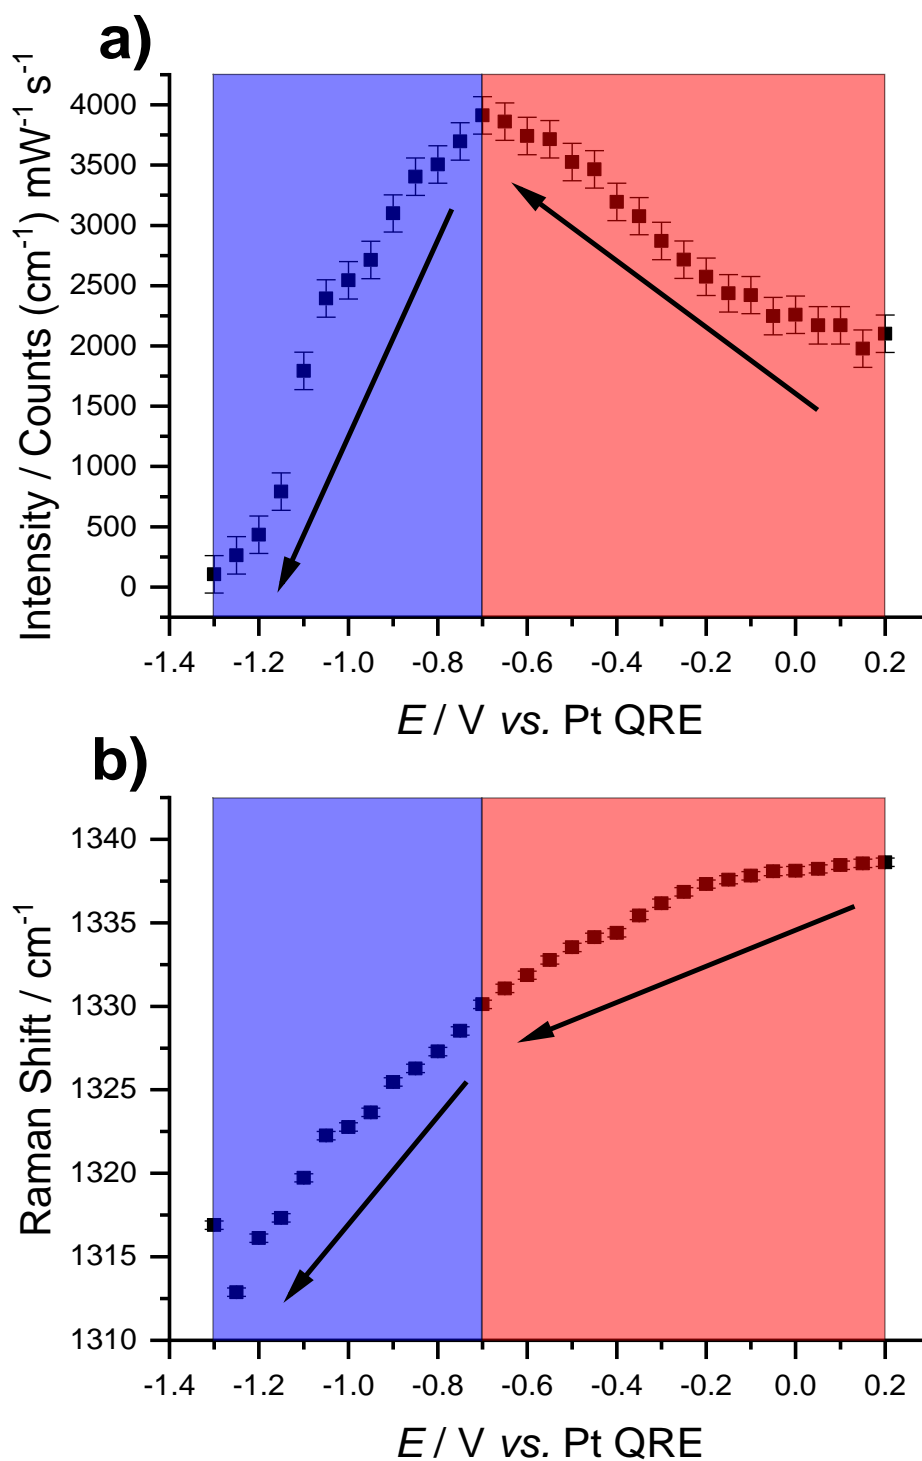 a)
Intensity / Counts (cm⁻¹) mW⁻¹ s⁻¹
4000
3500
3000
2500
2000
1500
1000
500
0
-1.4 -1.2 -1.0 -0.8 -0.6 -0.4 -0.2 0.0 0.2
E / V vs. Pt QRE
b)
Raman Shift / cm⁻¹
1340
1335
1330
1325
1320
1315
1310
-1.4 -1.2 -1.0 -0.8 -0.6 -0.4 -0.2 0.0 0.2
E / V vs. Pt QRE